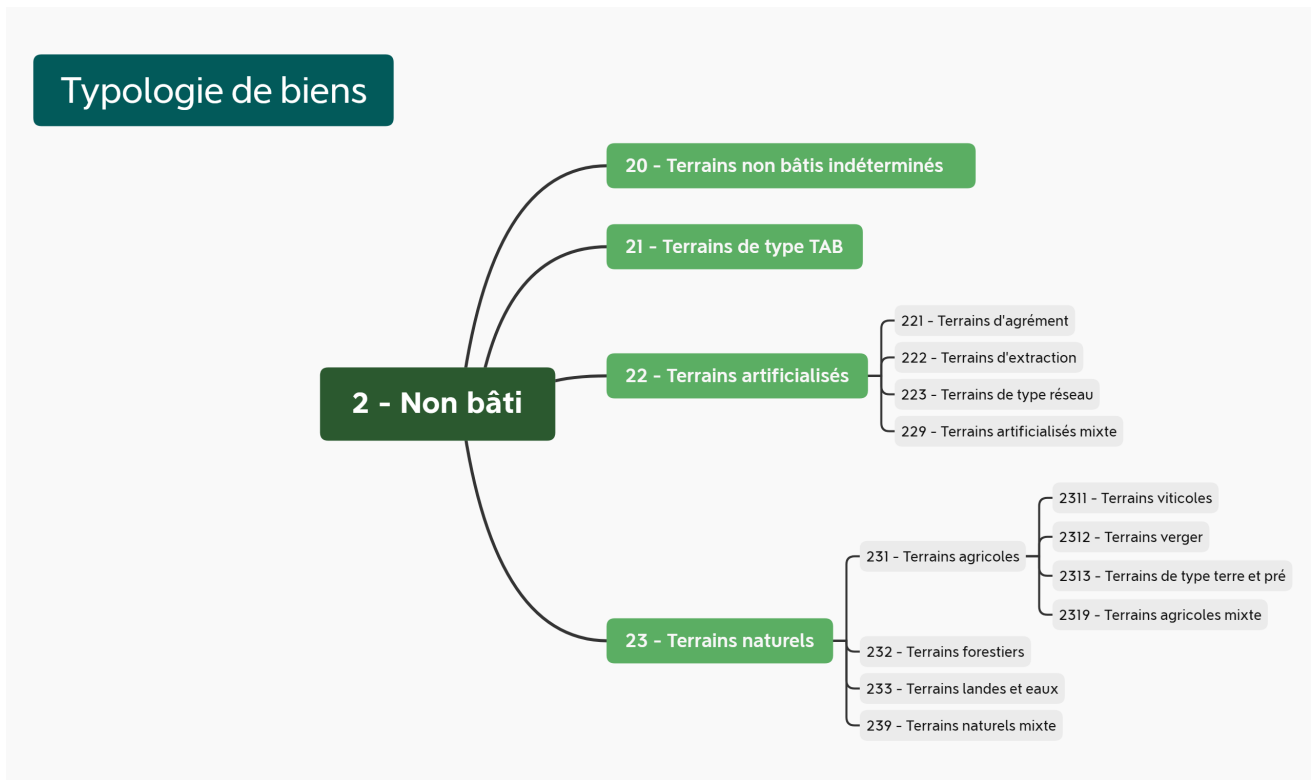 Typologie de biens
2 - Non bâti
20 - Terrains non bâtis indéterminés
21 - Terrains de type TAB
22 - Terrains artificialisés
221 - Terrains d'agrément
222 - Terrains d'extraction
223 - Terrains de type réseau
229 - Terrains artificialisés mixte
23 - Terrains naturels
231 - Terrains agricoles
2311 - Terrains viticoles
2312 - Terrains verger
2313 - Terrains de type terre et pré
2319 - Terrains agricoles mixte
232 - Terrains forestiers
233 - Terrains landes et eaux
239 - Terrains naturels mixte